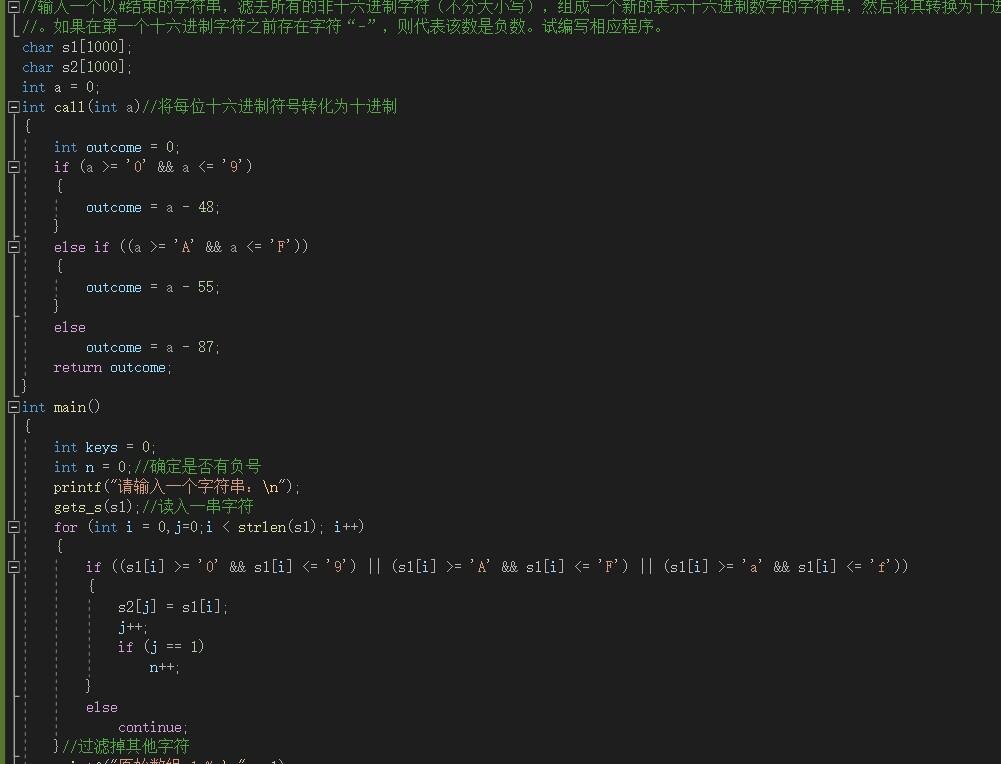 //输入一个以#结束的字符串，滤去所有的非十六进制字符（不分大小写），组成一个新的表示十六进制数字的字符串，然后将其转换为十进
//。如果在第一个十六进制字符之前存在字符“-”，则代表该数是负数。试编写相应程序。
char s1[1000];
char s2[1000];
int a = 0;
int call(int a)//将每位十六进制符号转化为十进制
{
int outcome = 0;
if (a >= '0' && a <= '9')
{
outcome = a - 48;
}
else if ((a >= 'A' && a <= 'F'))
{
outcome = a - 55;
}
else
outcome = a - 87;
return outcome;
}
int main()
{
int keys = 0;
int n = 0;//确定是否有负号
printf("请输入一个字符串：\n");
gets_s(s1);//读入一串字符
for (int i = 0,j=0;i < strlen(s1); i++)
{
if ((s1[i] >= '0' && s1[i] <= '9') || (s1[i] >= 'A' && s1[i] <= 'F') || (s1[i] >= 'a' && s1[i] <= 'f'))
{
s2[j] = s1[i];
j++;
if (j == 1)
n++;
}
else
continue;
}//过滤掉其他字符